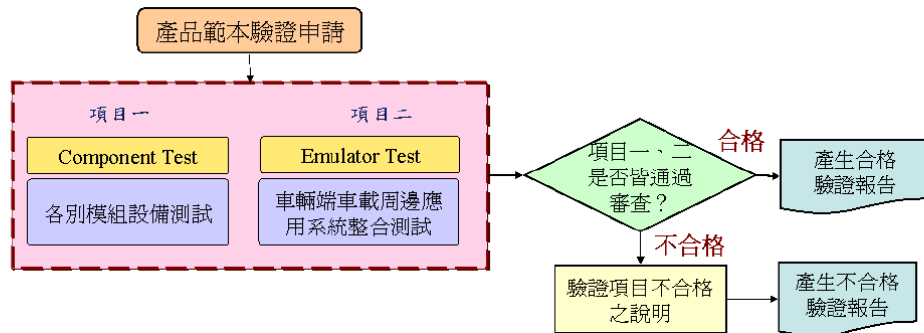 產品範本驗證申請
項目一
項目二
Component Test
Emulator Test
各別模組設備測試
車輛端車載周邊應
用系統整合測試
項目一、二
是否皆通過
審查？
合格
產生合格
驗證報告
不合格
驗證項目不合格
之說明
產生不合格
驗證報告